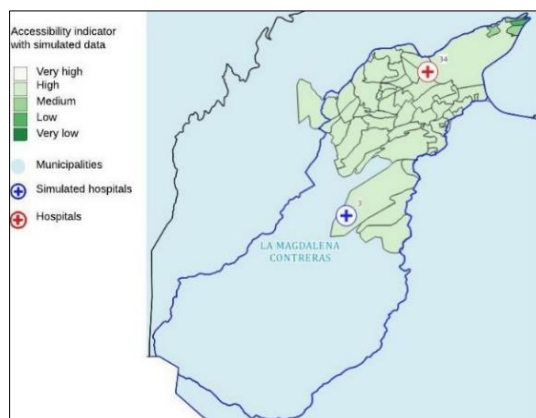 Accessibility indicator
with simulated data
Very high
High
Medium
Low
Very low
Municipalities
Simulated hospitals
Hospitals
34
3
LA MAGDALENA
CONTRERAS